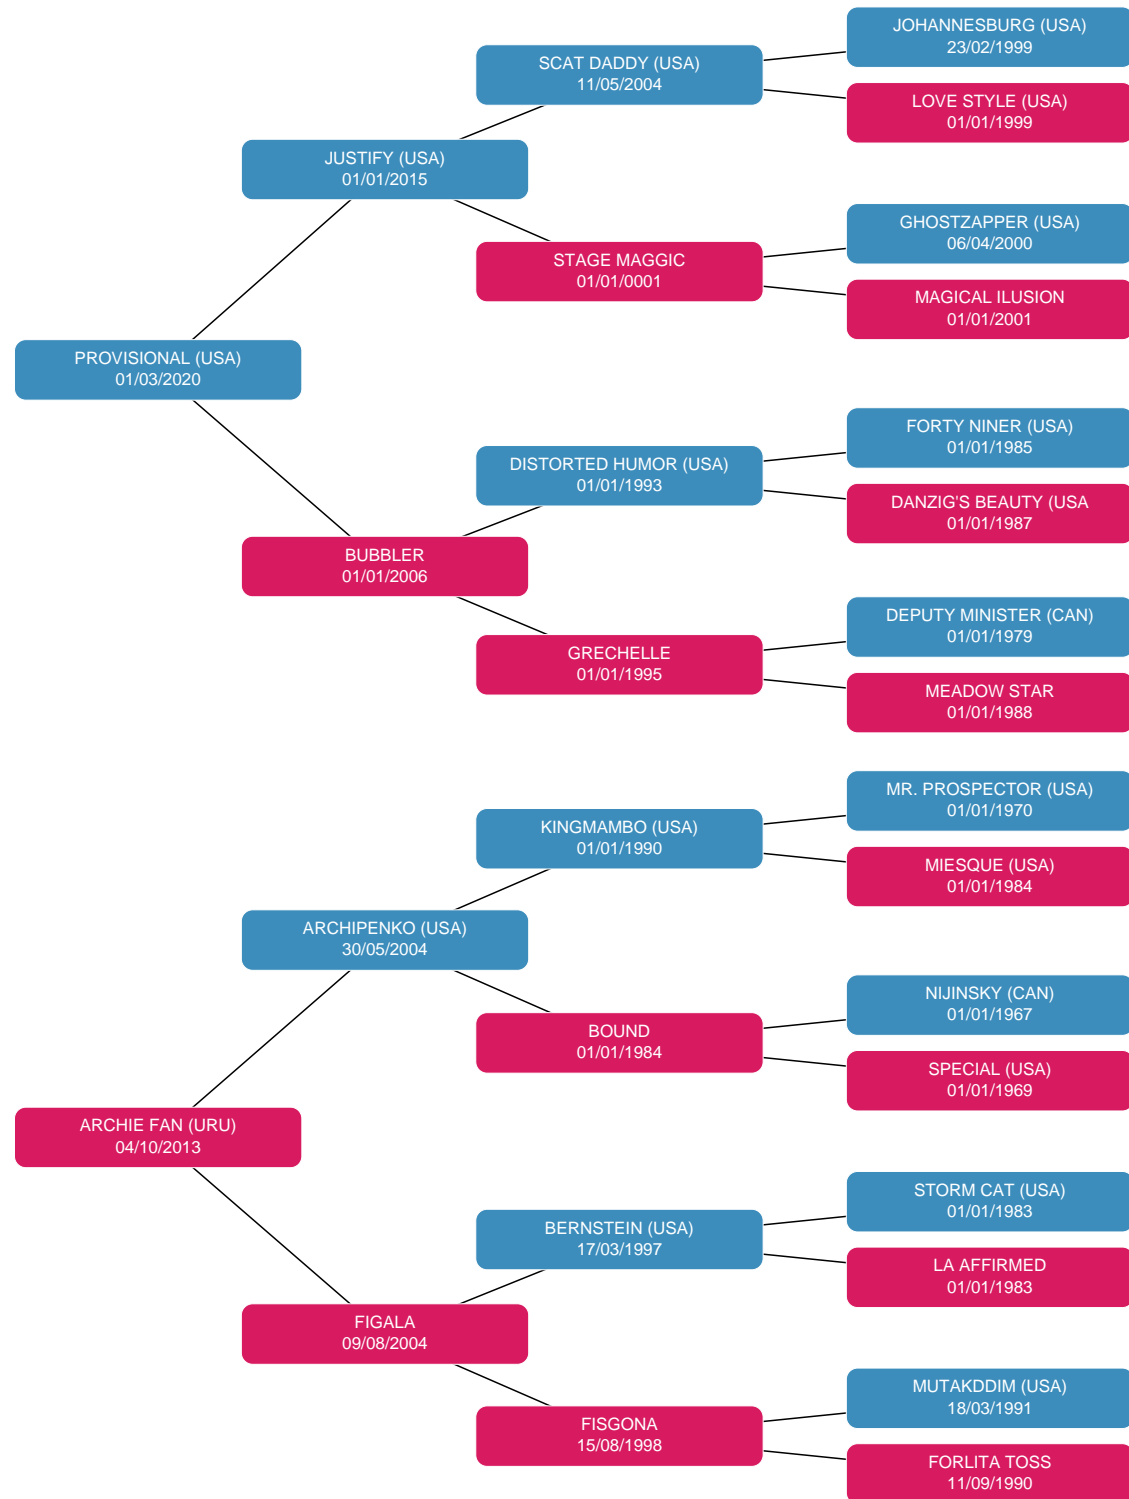 JOHANNESBURG (USA)
23/02/1999
SCAT DADDY (USA)
11/05/2004
LOVE STYLE (USA)
01/01/1999
JUSTIFY (USA)
01/01/2015
GHOSTZAPPER (USA)
06/04/2000
STAGE MAGGIC
01/01/0001
MAGICAL ILUSION
01/01/2001
PROVISIONAL (USA)
01/03/2020
FORTY NINER (USA)
01/01/1985
DISTORTED HUMOR (USA)
01/01/1993
DANZIG'S BEAUTY (USA
01/01/1987
BUBBLER
01/01/2006
DEPUTY MINISTER (CAN)
01/01/1979
GRECHELLE
01/01/1995
MEADOW STAR
01/01/1988
MR. PROSPECTOR (USA)
01/01/1970
KINGMAMBO (USA)
01/01/1990
MIESQUE (USA)
01/01/1984
ARCHIPENKO (USA)
30/05/2004
NIJINSKY (CAN)
01/01/1967
BOUND
01/01/1984
SPECIAL (USA)
01/01/1969
ARCHIE FAN (URU)
04/10/2013
STORM CAT (USA)
01/01/1983
BERNSTEIN (USA)
17/03/1997
LA AFFIRMED
01/01/1983
FIGALA
09/08/2004
MUTAKDDIM (USA)
18/03/1991
FISGONA
15/08/1998
FORLITA TOSS
11/09/1990